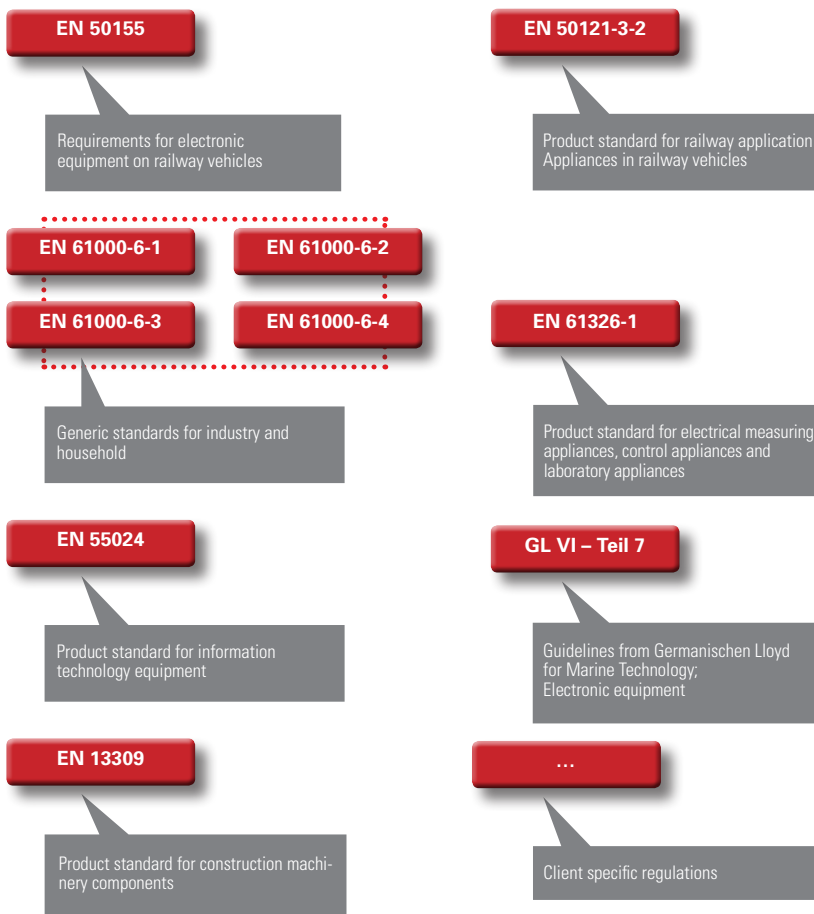 EN 50155
EN 50121-3-2
Requirements for electronic
equipment on railway vehicles
Product standard for railway application
Appliances in railway vehicles
EN 61000-6-1
EN 61000-6-2
EN 61000-6-3
EN 61000-6-4
EN 61326-1
Generic standards for industry and
household
Product standard for electrical measuring
appliances, control appliances and
laboratory appliances
EN 55024
GL VI – Teil 7
Product standard for information
technology equipment
Guidelines from Germanischen Lloyd
for Marine Technology;
Electronic equipment
EN 13309
...
Product standard for construction machi-
nery components
Client specific regulations